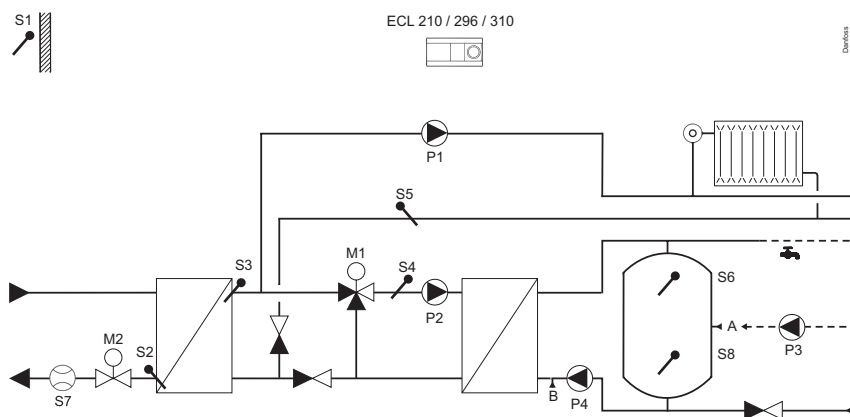 S1
ECL 210 / 296 / 310
Danfoss
P1
S5
M1
S3
S4
S6
P2
A
M2
S2
S8
P3
S7
B
P4